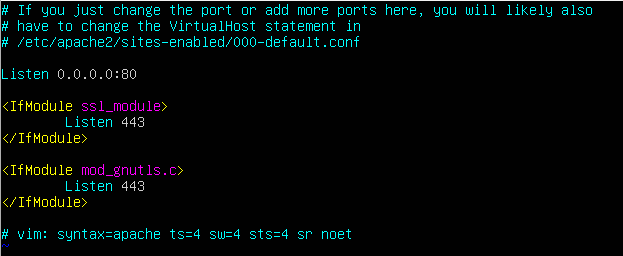 # If you just change the port or add more ports here, you will likely also
# have to change the VirtualHost statement in
# /etc/apache2/sites-enabled/000-default.conf
Listen 0.0.0.0:80
<IfModule ssl_module>
Listen 443
</IfModule>
<IfModule mod_gnutls.c>
Listen 443
</IfModule>
# vim: syntax=apache ts=4 sw=4 sts=4 sr noet
~